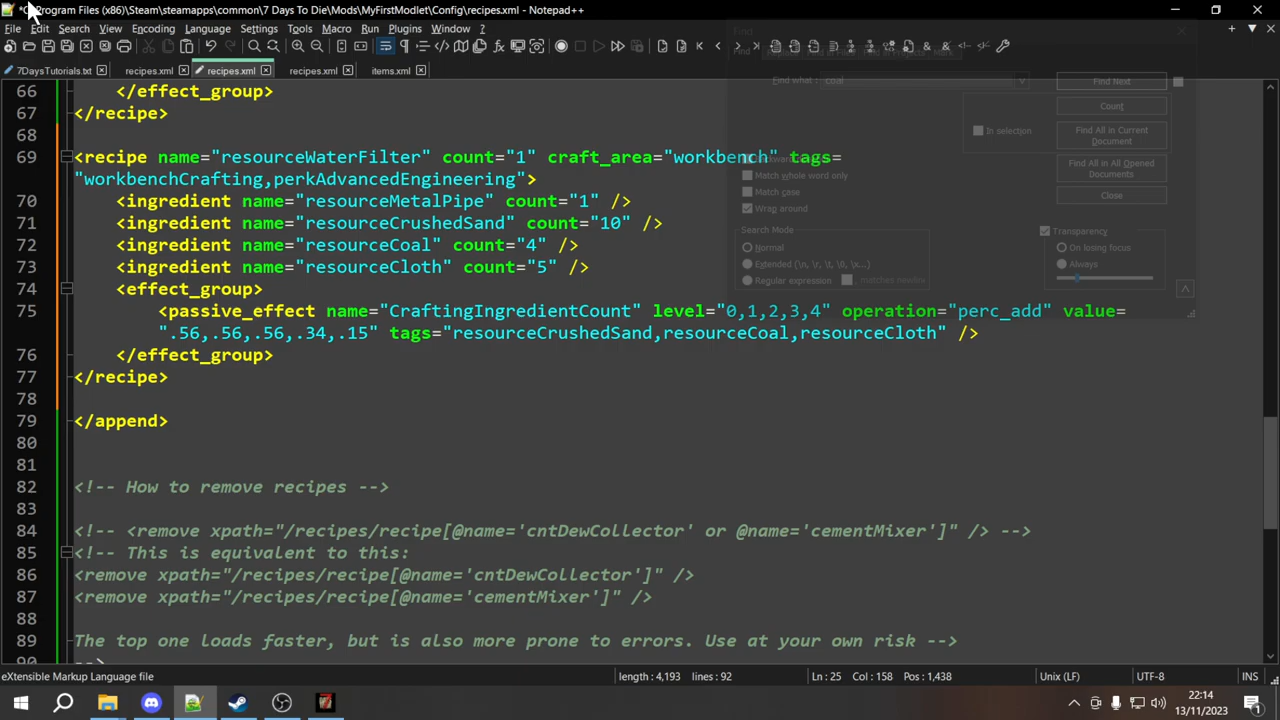 *C:\Program Files (x86)\Steam\steamapps\common\7 Days To Die\Mods\MyFirstModlet\Config\recipes.xml - Notepad++
File Edit Search View Encoding Language Settings Tools Macro Run Plugins Window ?
7DaysTutorials.txt recipes.xml recipes.xml recipes.xml items.xml
Find
Find
Find what : coal
Find Next
Count
In selection
Find All in Current Document
Find All in All Opened Documents
Match whole word only
Match case
Close
Wrap around
Search Mode
Transparency
Normal
On losing focus
Extended (\n, \r, \t, \0, \x...)
Always
Regular expression
. matches newline
66 </effect_group>
67 </recipe>
68
69 <recipe name="resourceWaterFilter" count="1" craft_area="workbench" tags=
"workbenchCrafting,perkAdvancedEngineering">
70 <ingredient name="resourceMetalPipe" count="1" />
71 <ingredient name="resourceCrushedSand" count="10" />
72 <ingredient name="resourceCoal" count="4" />
73 <ingredient name="resourceCloth" count="5" />
74 <effect_group>
75 <passive_effect name="CraftingIngredientCount" level="0,1,2,3,4" operation="perc_add" value=
".56,.56,.56,.34,.15" tags="resourceCrushedSand,resourceCoal,resourceCloth" />
76 </effect_group>
77 </recipe>
78
79 </append>
80
81
82 <!-- How to remove recipes -->
83
84 <!-- <remove xpath="/recipes/recipe[@name='cntDewCollector' or @name='cementMixer']" /> -->
85 <!-- This is equivalent to this:
86 <remove xpath="/recipes/recipe[@name='cntDewCollector']" />
87 <remove xpath="/recipes/recipe[@name='cementMixer']" />
88
89 The top one loads faster, but is also more prone to errors. Use at your own risk -->
90 -->
eXtensible Markup Language file length : 4,193 lines : 92 Ln : 25 Col : 158 Pos : 1,438 Unix (LF) UTF-8 INS
22:14
13/11/2023